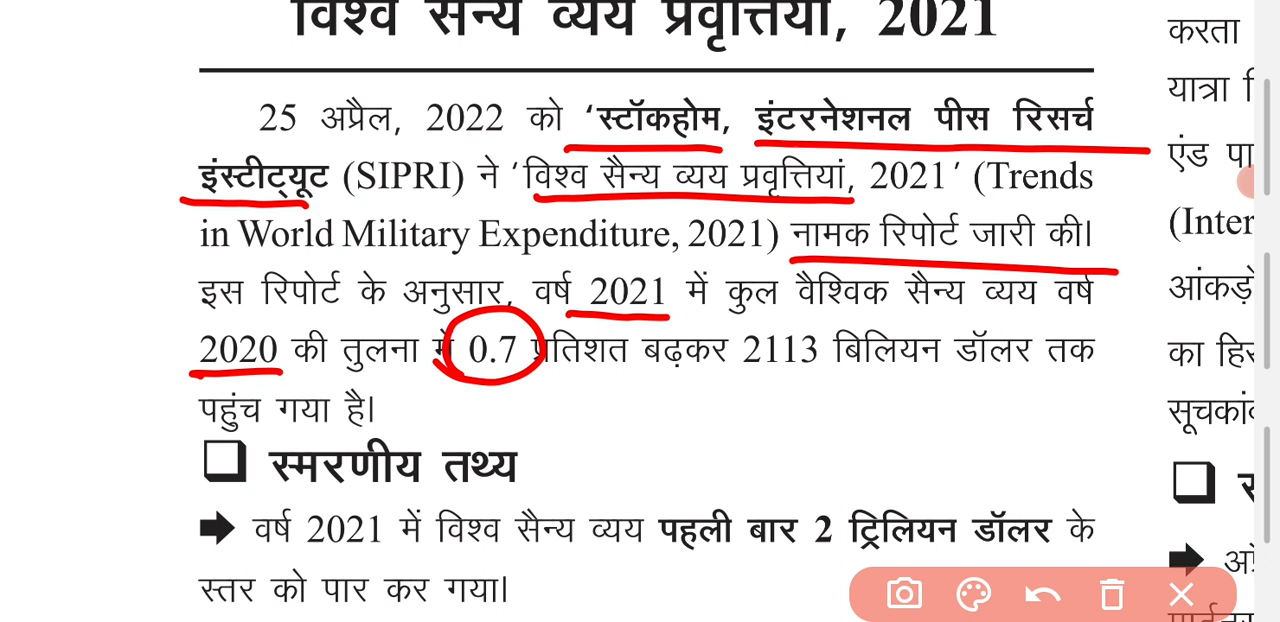 विश्व सैन्य व्यय प्रवृत्तियां, 2021
25 अप्रैल, 2022 को ‘स्टॉकहोम, इंटरनेशनल पीस रिसर्च
इंस्टीट्यूट (SIPRI) ने ‘विश्व सैन्य व्यय प्रवृत्तियां, 2021’ (Trends
in World Military Expenditure, 2021) नामक रिपोर्ट जारी की।
इस रिपोर्ट के अनुसार, वर्ष 2021 में कुल वैश्विक सैन्य व्यय वर्ष
2020 की तुलना में 0.7 प्रतिशत बढ़कर 2113 बिलियन डॉलर तक
पहुंच गया है।
स्मरणीय तथ्य
वर्ष 2021 में विश्व सैन्य व्यय पहली बार 2 ट्रिलियन डॉलर के
स्तर को पार कर गया।
करता
यात्रा
एंड
(Inter
का